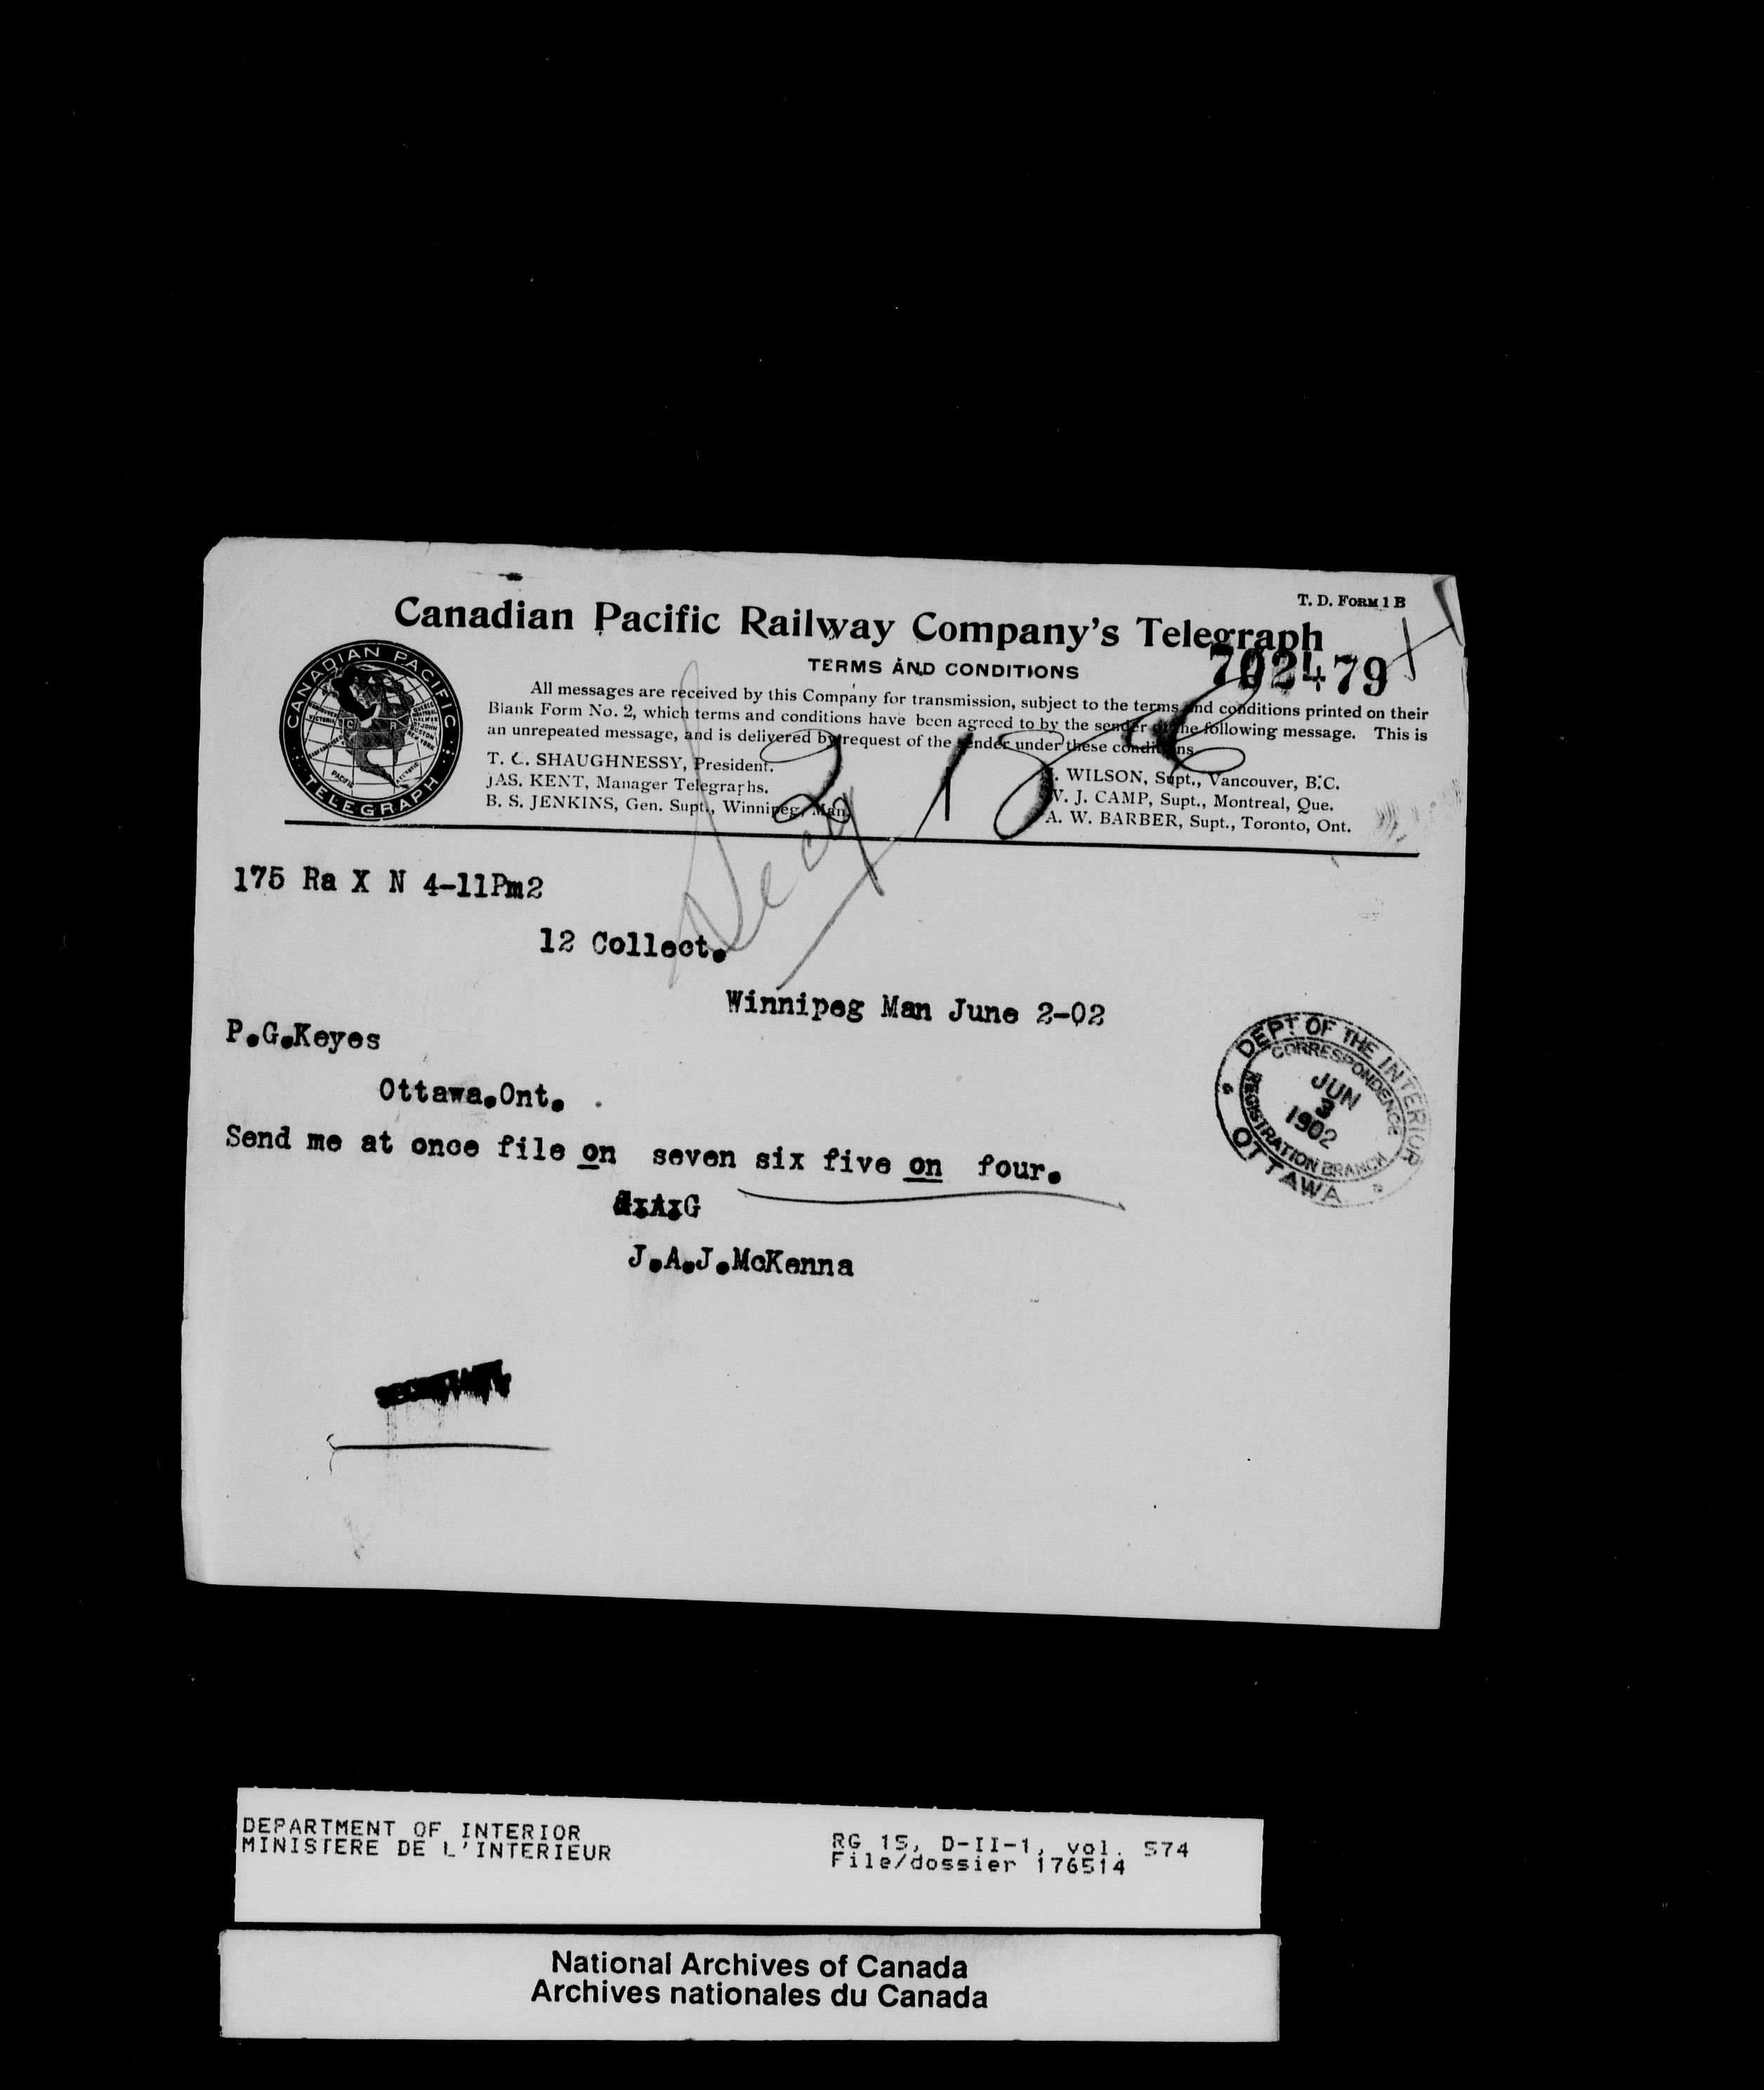 T. D. FORM 1 B
Canadian Pacific Railway Company's Telegraph
702479
TERMS AND CONDITIONS
CANADIAN PACIFIC TELEGRAPH
All messages are received by this Company for transmission, subject to the terms and conditions printed on their
Blank Form No. 2, which terms and conditions have been agreed to by the sender of the following message. This is
an unrepeated message, and is delivered by request of the sender under these conditions.
T. C. SHAUGHNESSY, President.
JAS. KENT, Manager Telegraphs.
B. S. JENKINS, Gen. Supt., Winnipeg, Man.
WILSON, Supt., Vancouver, B.C.
W. J. CAMP, Supt., Montreal, Que.
A. W. BARBER, Supt., Toronto, Ont.
175 Ra X N 4-11Pm2
12 Collect.
Winnipeg Man June 2-02
P.G.Keyes
Ottawa.Ont.
Send me at once file on seven six five on four.
J.A.J.McKenna
DEPT OF THE INTERIOR
CORRESPONDENCE
JUN
3
1902
REGISTRATION BRANCH
OTTAWA
DEPARTMENT OF INTERIOR
MINISTERE DE L'INTERIEUR
RG 15, D-II-1, vol. 574
File/dossier 176514
National Archives of Canada
Archives nationales du Canada